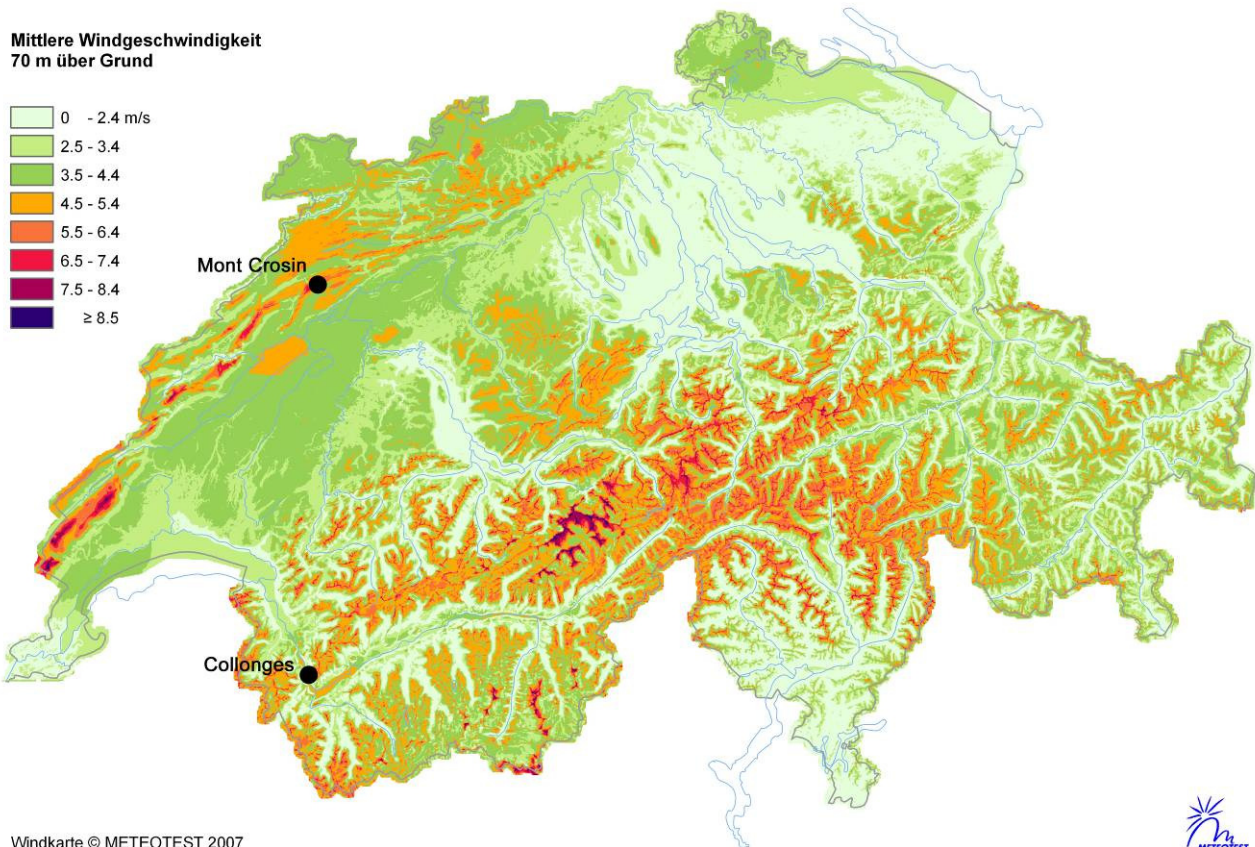 Mittlere Windgeschwindigkeit
70 m über Grund
0 - 2.4 m/s
2.5 - 3.4
3.5 - 4.4
4.5 - 5.4
5.5 - 6.4
6.5 - 7.4
7.5 - 8.4
≥ 8.5
Mont Crosin
Collonges
Windkarte © METEOTEST 2007
METEOTEST